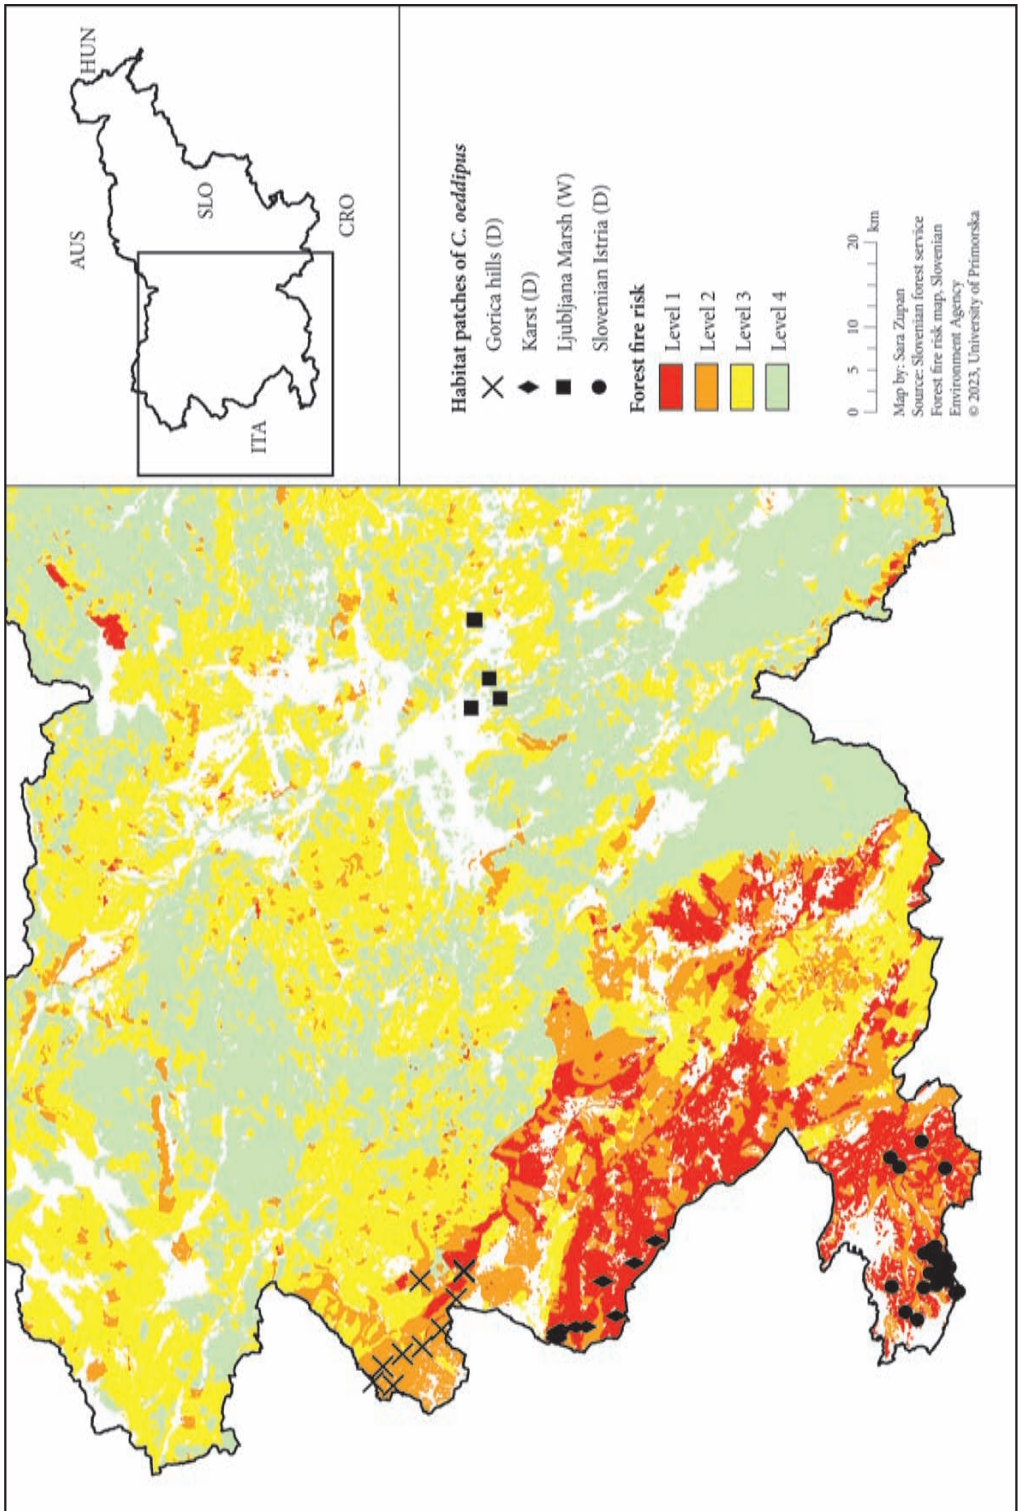 AUS
HUN
SLO
ITA
CRO
Habitat patches of C. oeddipus
Gorica hills (D)
Karst (D)
Ljubljana Marsh (W)
Slovenian Istria (D)
Forest fire risk
Level 1
Level 2
Level 3
Level 4
0 5 10 20
km
Map by: Sara Zupan
Source: Slovenian forest service
Forest fire risk map, Slovenian
Environment Agency
© 2023, University of Primorska